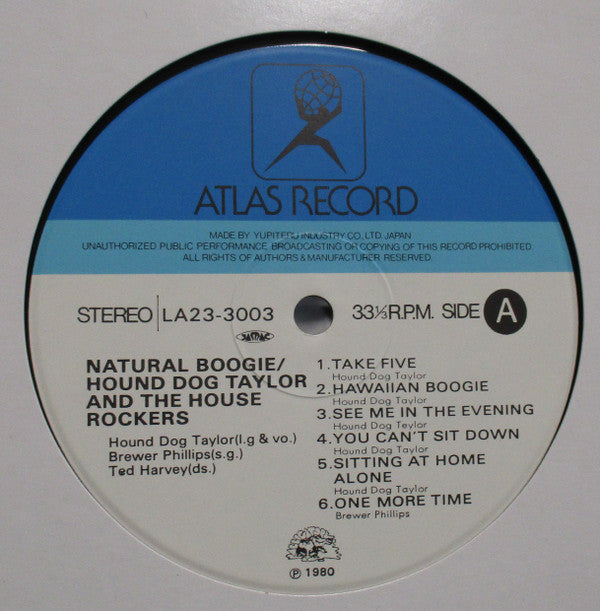 ATLAS RECORD
MADE BY YUPITERU INDUSTRY CO., LTD. JAPAN
UNAUTHORIZED PUBLIC PERFORMANCE, BROADCASTING OR COPYING OF THIS RECORD PROHIBITED.
ALL RIGHTS OF AUTHORS & MANUFACTURER RESERVED.
STEREO LA23-3003 33⅓ R.P.M. SIDE A
NATURAL BOOGIE/
HOUND DOG TAYLOR
AND THE HOUSE
ROCKERS
Hound Dog Taylor(l.g & vo.)
Brewer Phillips(s.g.)
Ted Harvey(ds.)
1.TAKE FIVE
Hound Dog Taylor
2.HAWAIIAN BOOGIE
Hound Dog Taylor
3.SEE ME IN THE EVENING
Hound Dog Taylor
4.YOU CAN'T SIT DOWN
Hound Dog Taylor
5.SITTING AT HOME
ALONE
Hound Dog Taylor
6.ONE MORE TIME
Brewer Phillips
℗ 1980